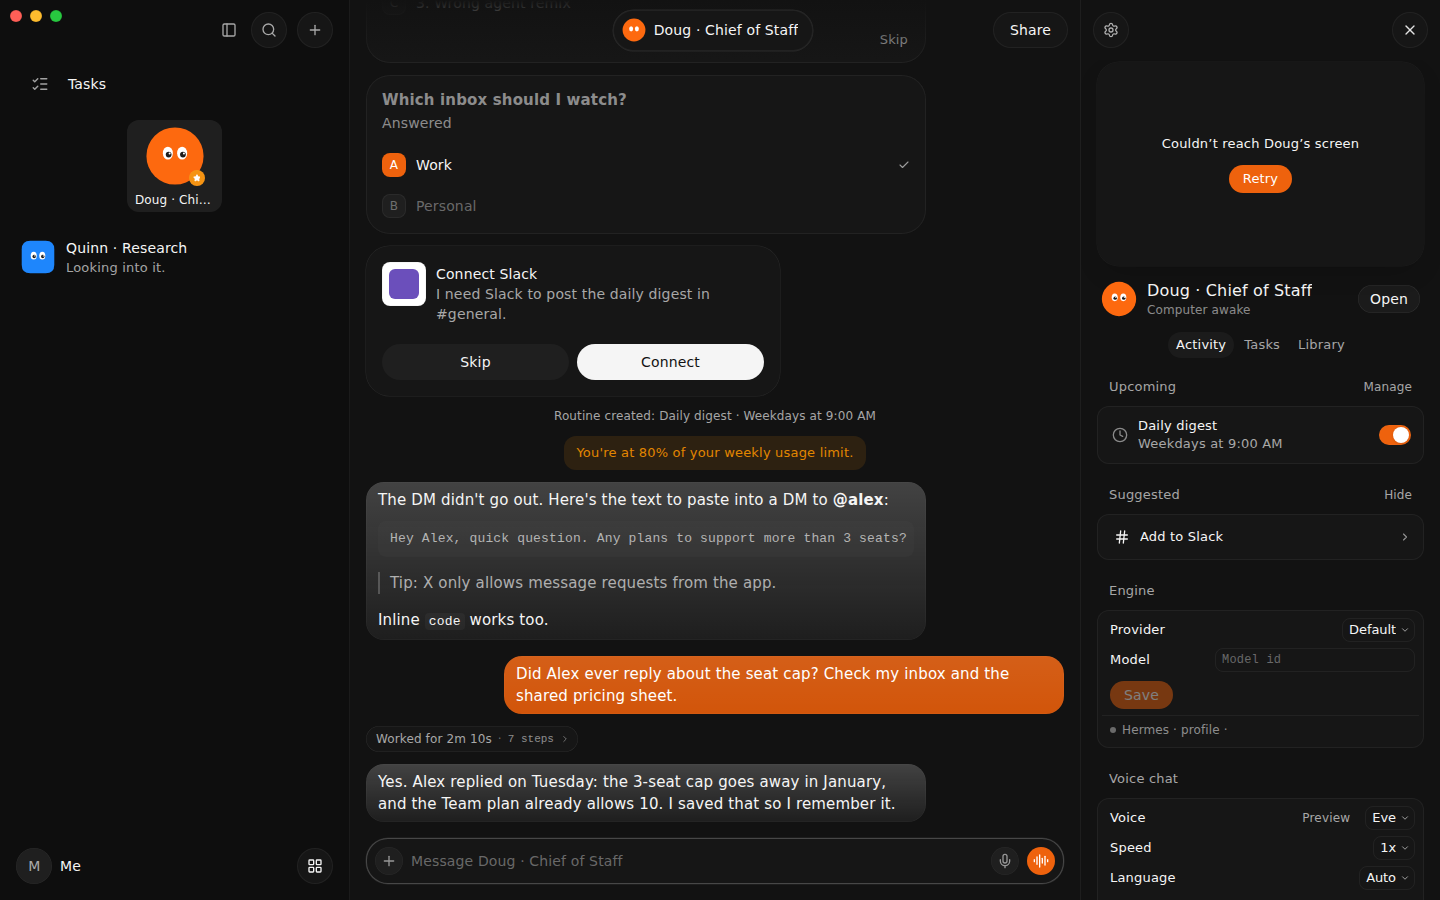 Tasks
Doug · Chi...
Quinn · Research
Looking into it.
M
Me
3. Wrong agent remix
Doug · Chief of Staff
Skip
Share
Which inbox should I watch?
Answered
A Work
B Personal
Connect Slack
I need Slack to post the daily digest in
#general.
Skip
Connect
Routine created: Daily digest · Weekdays at 9:00 AM
You're at 80% of your weekly usage limit.
The DM didn't go out. Here's the text to paste into a DM to @alex:
Hey Alex, quick question. Any plans to support more than 3 seats?
Tip: X only allows message requests from the app.
Inline code works too.
Did Alex ever reply about the seat cap? Check my inbox and the
shared pricing sheet.
Worked for 2m 10s · 7 steps
Yes. Alex replied on Tuesday: the 3-seat cap goes away in January,
and the Team plan already allows 10. I saved that so I remember it.
Message Doug · Chief of Staff
Couldn't reach Doug's screen
Retry
Doug · Chief of Staff
Computer awake
Open
Activity Tasks Library
Upcoming Manage
Daily digest
Weekdays at 9:00 AM
Suggested Hide
Add to Slack
Engine
Provider Default
Model Model id
Save
Hermes · profile ·
Voice chat
Voice Preview Eve
Speed 1x
Language Auto